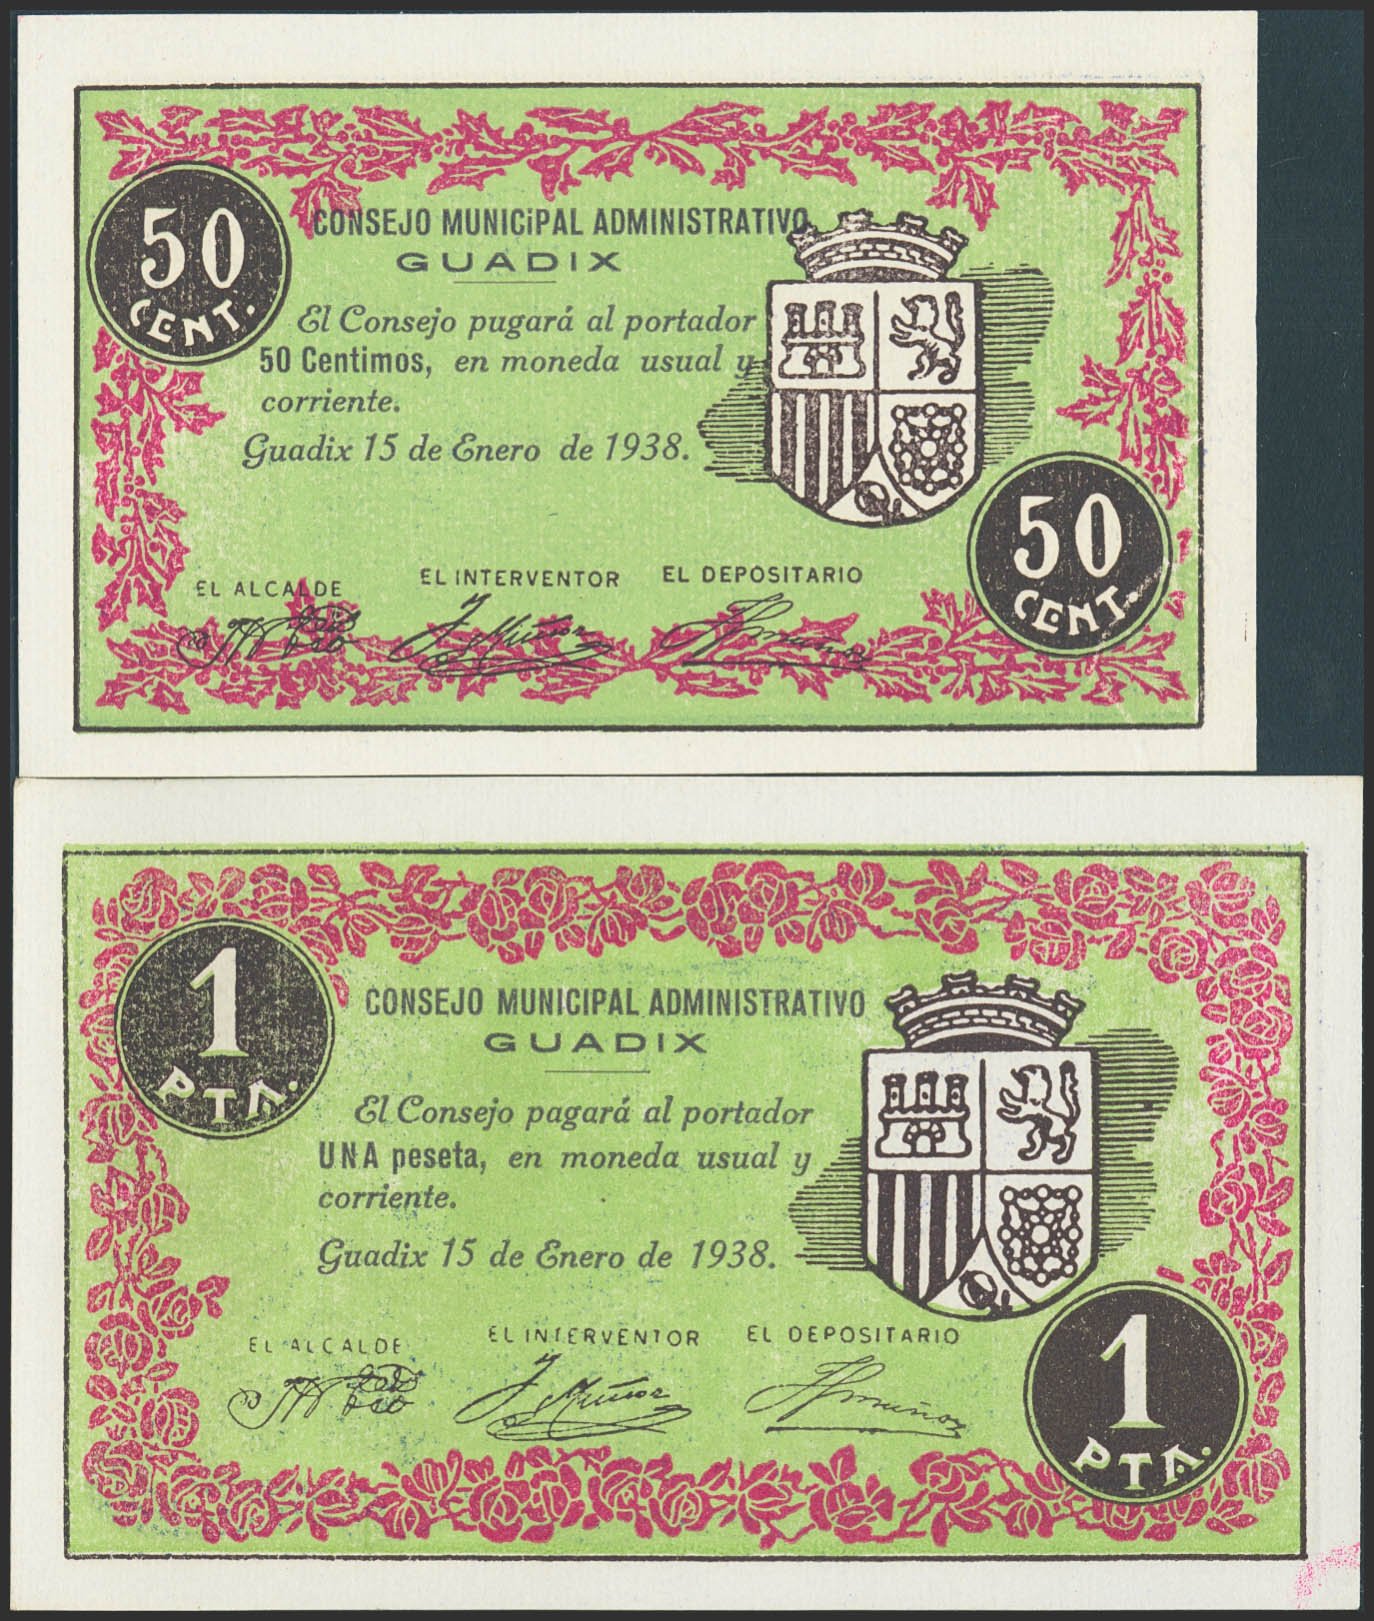 50
CENT.
CONSEJO MUNICiPAL ADMINISTRATIVO
GUADIX
El Consejo pugará al portador
50 Centimos, en moneda usual y
corriente.
Guadix 15 de Enero de 1938.
50
CENT.
EL ALCALDE
EL INTERVENTOR
EL DEPOSITARIO
1
PTA.
CONSEJO MUNICIPAL ADMINISTRATIVO
GUADIX
El Consejo pagará al portador
UNA peseta, en moneda usual y
corriente.
Guadix 15 de Enero de 1938.
EL ALCALDE
EL INTERVENTOR
EL DEPOSITARIO
1
PTA.